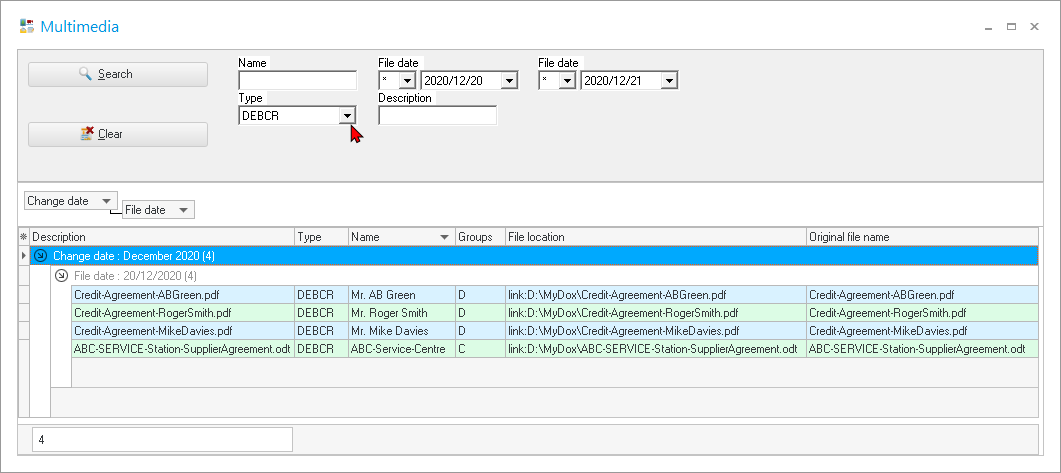 Multimedia
Search
Name File date File date
* 2020/12/20 * 2020/12/21
Type Description
DEBCR
Clear
Change date
File date
Description Type Name Groups File location Original file name
Change date : December 2020 (4)
File date : 20/12/2020 (4)
Credit-Agreement-ABGreen.pdf DEBCR Mr. AB Green D link:D:\MyDox\Credit-Agreement-ABGreen.pdf Credit-Agreement-ABGreen.pdf
Credit-Agreement-RogerSmith.pdf DEBCR Mr. Roger Smith D link:D:\MyDox\Credit-Agreement-RogerSmith.pdf Credit-Agreement-RogerSmith.pdf
Credit-Agreement-MikeDavies.pdf DEBCR Mr. Mike Davies D link:D:\MyDox\Credit-Agreement-MikeDavies.pdf Credit-Agreement-MikeDavies.pdf
ABC-SERVICE-Station-SupplierAgreement.odt DEBCR ABC-Service-Centre C link:D:\MyDox\ABC-SERVICE-Station-SupplierAgreement.odt ABC-SERVICE-Station-SupplierAgreement.odt
4